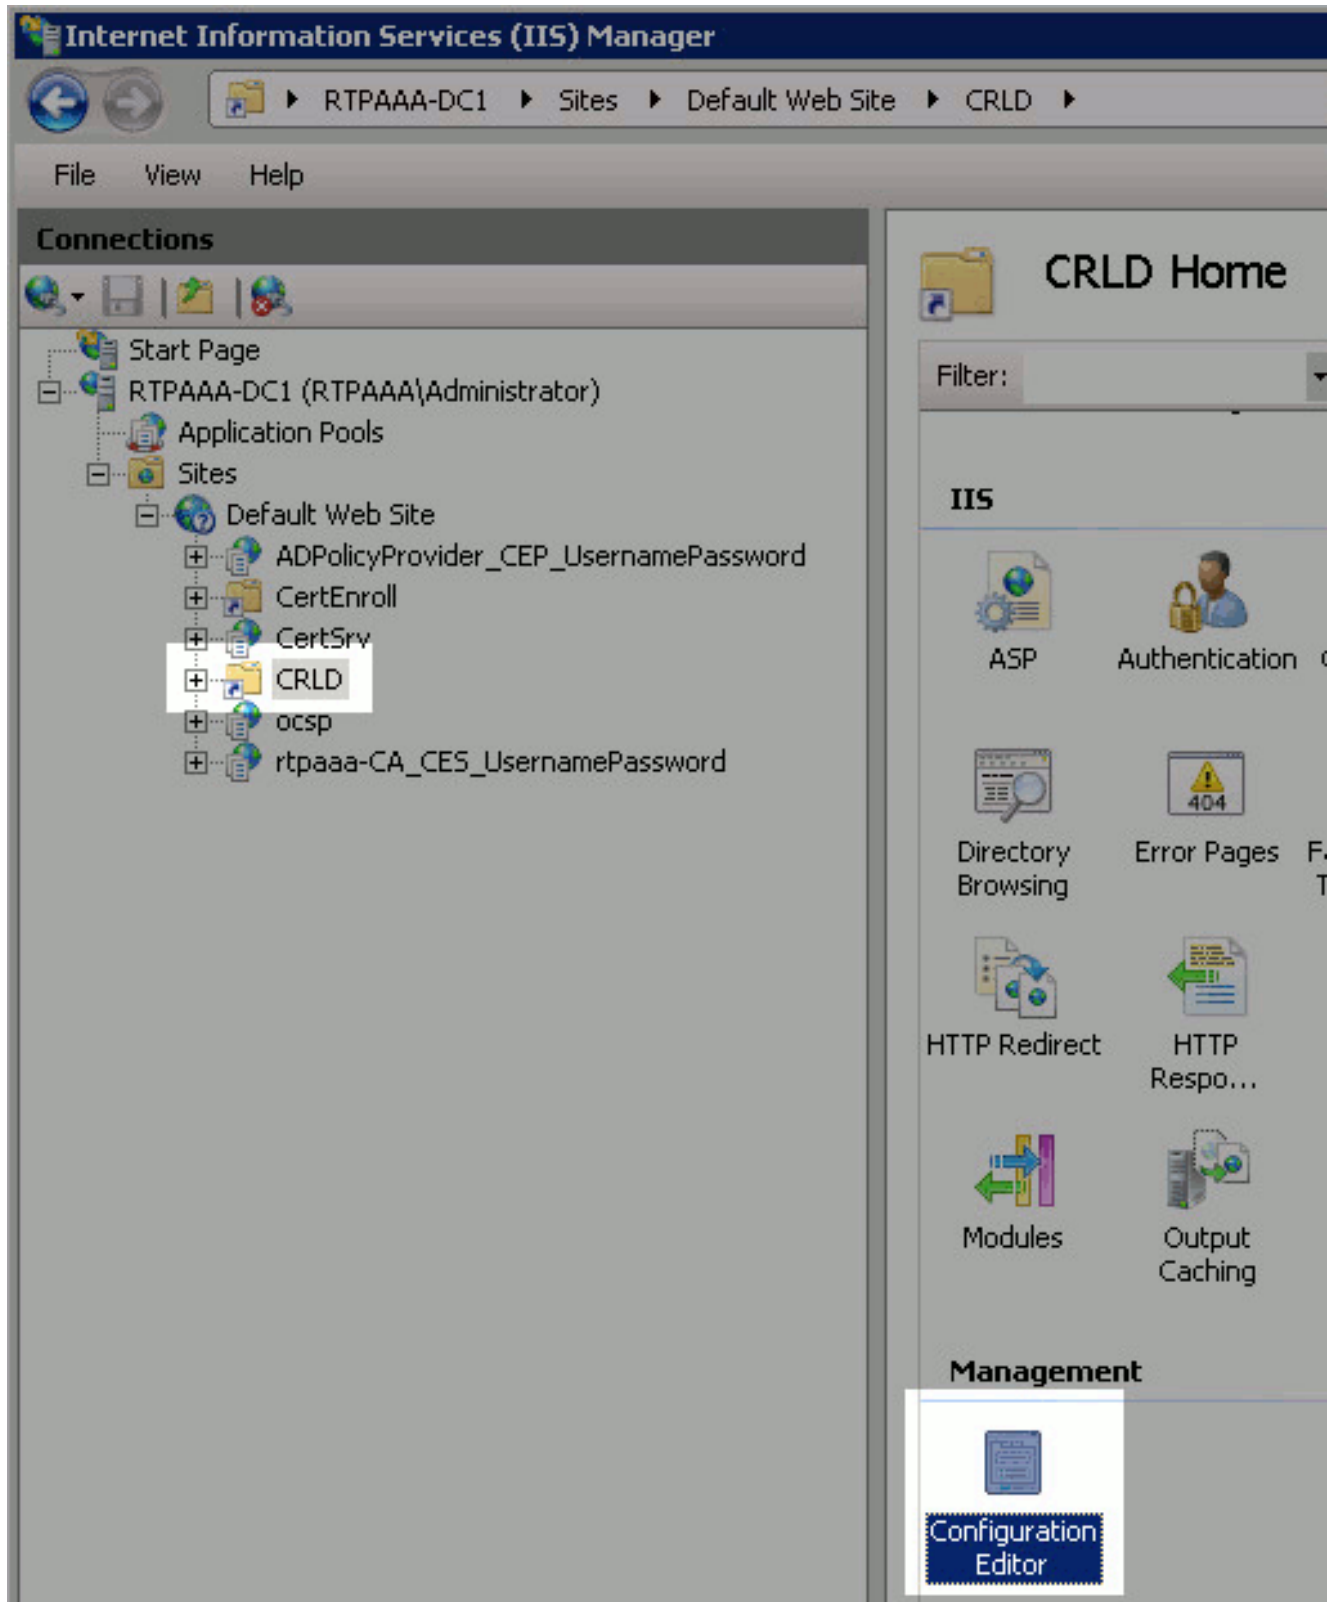 Internet Information Services (IIS) Manager
RTPAAA-DC1 Sites Default Web Site CRLD
File View Help
Connections
Start Page
RTPAAA-DC1 (RTPAAA\Administrator)
Application Pools
Sites
Default Web Site
ADPolicyProvider_CEP_UsernamePassword
CertEnroll
CertSrv
CRLD
ocsp
rtpaaa-CA_CES_UsernamePassword
CRLD Home
Filter:
IIS
ASP
Authentication
404
Directory
Browsing
Error Pages
HTTP Redirect
HTTP
Respo...
Modules
Output
Caching
Management
Configuration
Editor